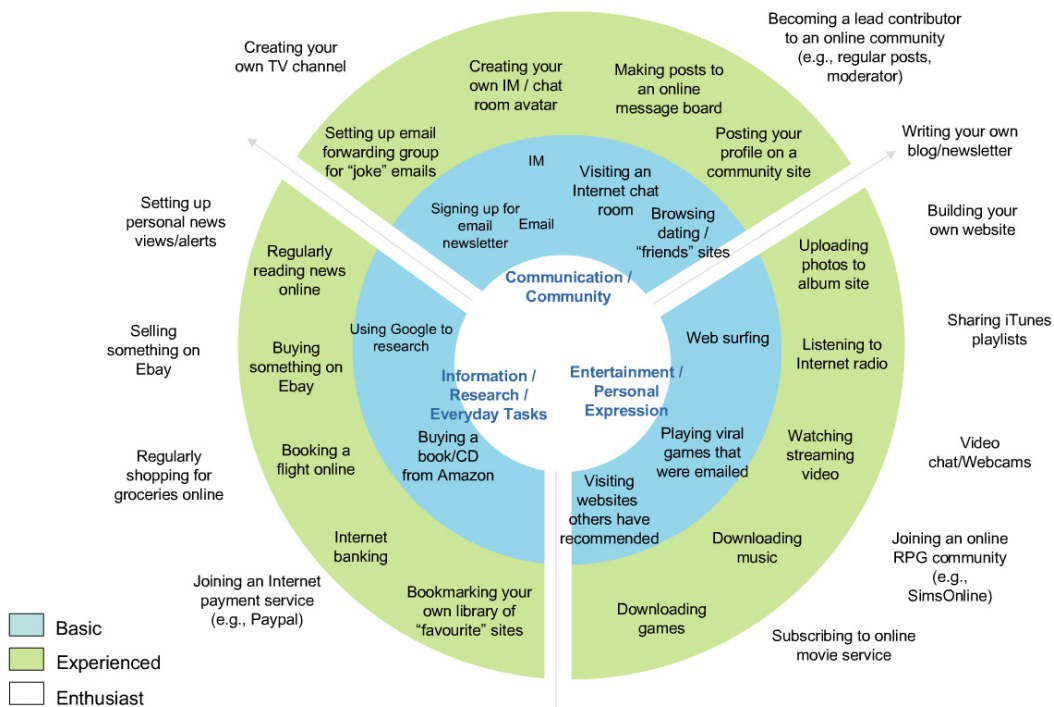 Creating your
own TV channel
Creating your
own IM / chat
room avatar
Making posts to
an online
message board
Becoming a lead contributor
to an online community
(e.g., regular posts,
moderator)
Setting up email
forwarding group
for “joke” emails
Posting your
profile on a
community site
Writing your own
blog/newsletter
IM
Visiting an
Internet chat
room
Signing up for
email
newsletter
Email
Browsing
dating /
“friends” sites
Communication /
Community
Setting up
personal news
views/alerts
Regularly
reading news
online
Selling
something on
Ebay
Buying
something on
Ebay
Using Google to
research
Information /
Research /
Everyday Tasks
Buying a
book/CD
from Amazon
Booking a
flight online
Regularly
shopping for
groceries online
Internet
banking
Joining an Internet
payment service
(e.g., Paypal)
Bookmarking your
own library of
“favourite” sites
Building your
own website
Uploading
photos to
album site
Sharing iTunes
playlists
Listening to
Internet radio
Web surfing
Entertainment /
Personal
Expression
Playing viral
games that
were emailed
Watching
streaming
video
Video
chat/Webcams
Visiting
websites
others have
recommended
Downloading
music
Joining an online
RPG community
(e.g.,
SimsOnline)
Downloading
games
Subscribing to online
movie service
Basic
Experienced
Enthusiast